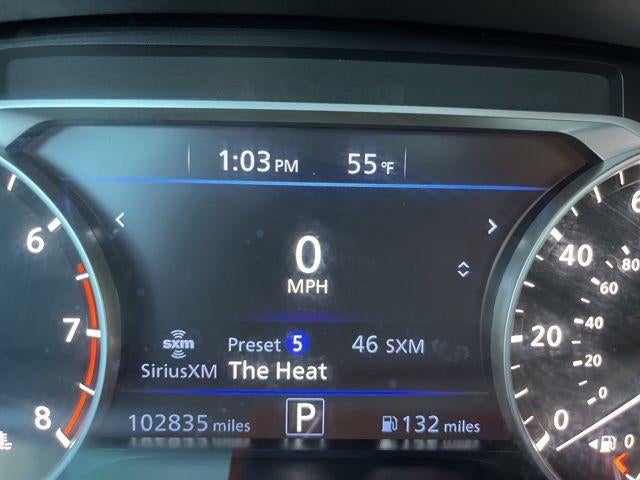 1:03 PM 55 °F
< >
0
MPH
sxm Preset 5 46 SXM
SiriusXM The Heat
102835 miles P 132 miles
6
7
8
40
20
0
80
60
40
20
0
0